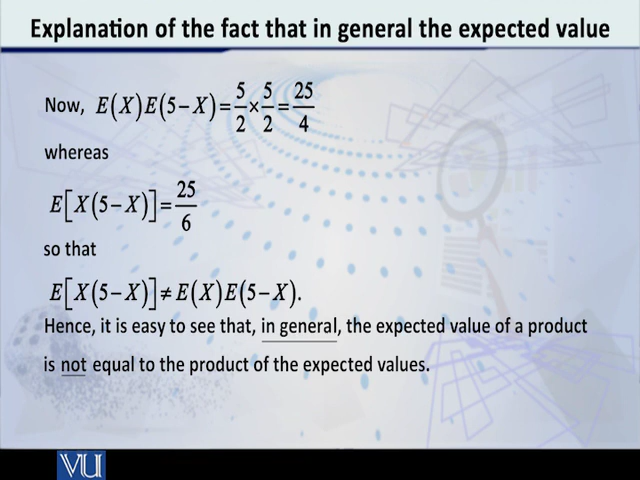 Explanation of the fact that in general the expected value
Now, E(X)E(5−X)=5/2×5/2=25/4
whereas
E[X(5−X)]=25/6
so that
E[X(5−X)]≠E(X)E(5−X).
Hence, it is easy to see that, in general, the expected value of a product
is not equal to the product of the expected values.
VU